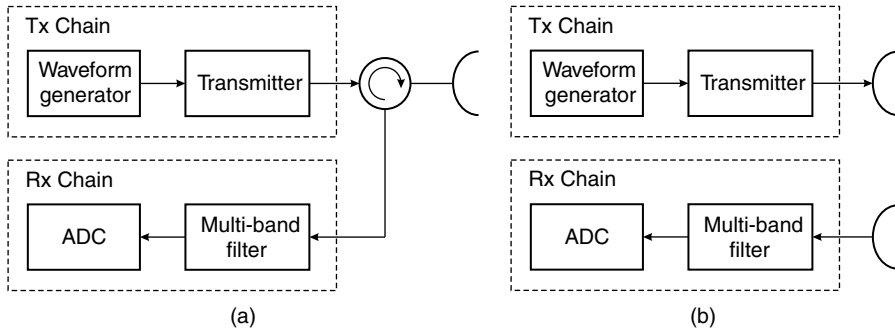 Tx Chain
Waveform
generator
Transmitter
Rx Chain
ADC
Multi-band
filter
(a)
Tx Chain
Waveform
generator
Transmitter
Rx Chain
ADC
Multi-band
filter
(b)